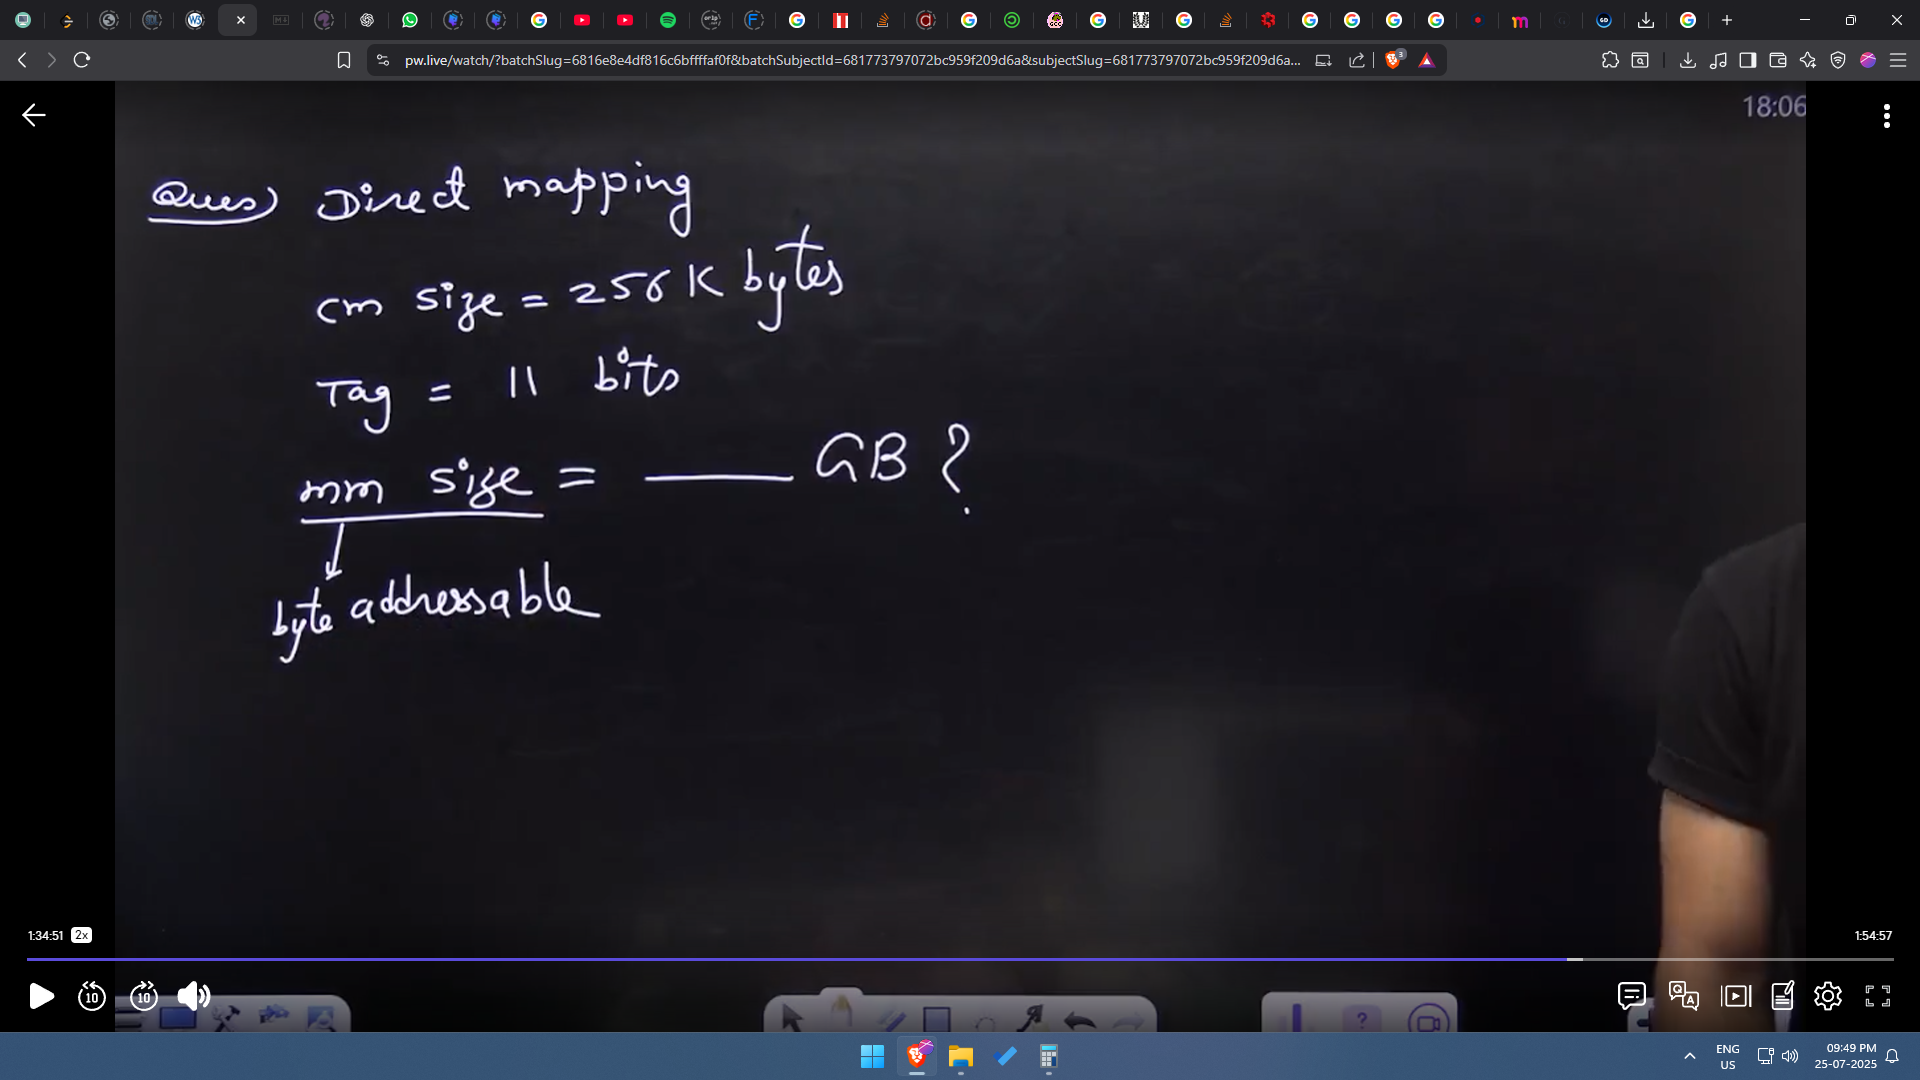 pw.live/watch/?batchSlug=6816e8e4df816c6bffffaf0f&batchSubjectId=681773797072bc959f209d6a&subjectSlug=681773797072bc959f209d6a...
18:06
Ques) Direct mapping
cm size = 256 K bytes
Tag = 11 bits
mm size = ____ GB ?
byte addressable
1:34:51 2x
1:54:57
10 10
ENG
US
09:49 PM
25-07-2025